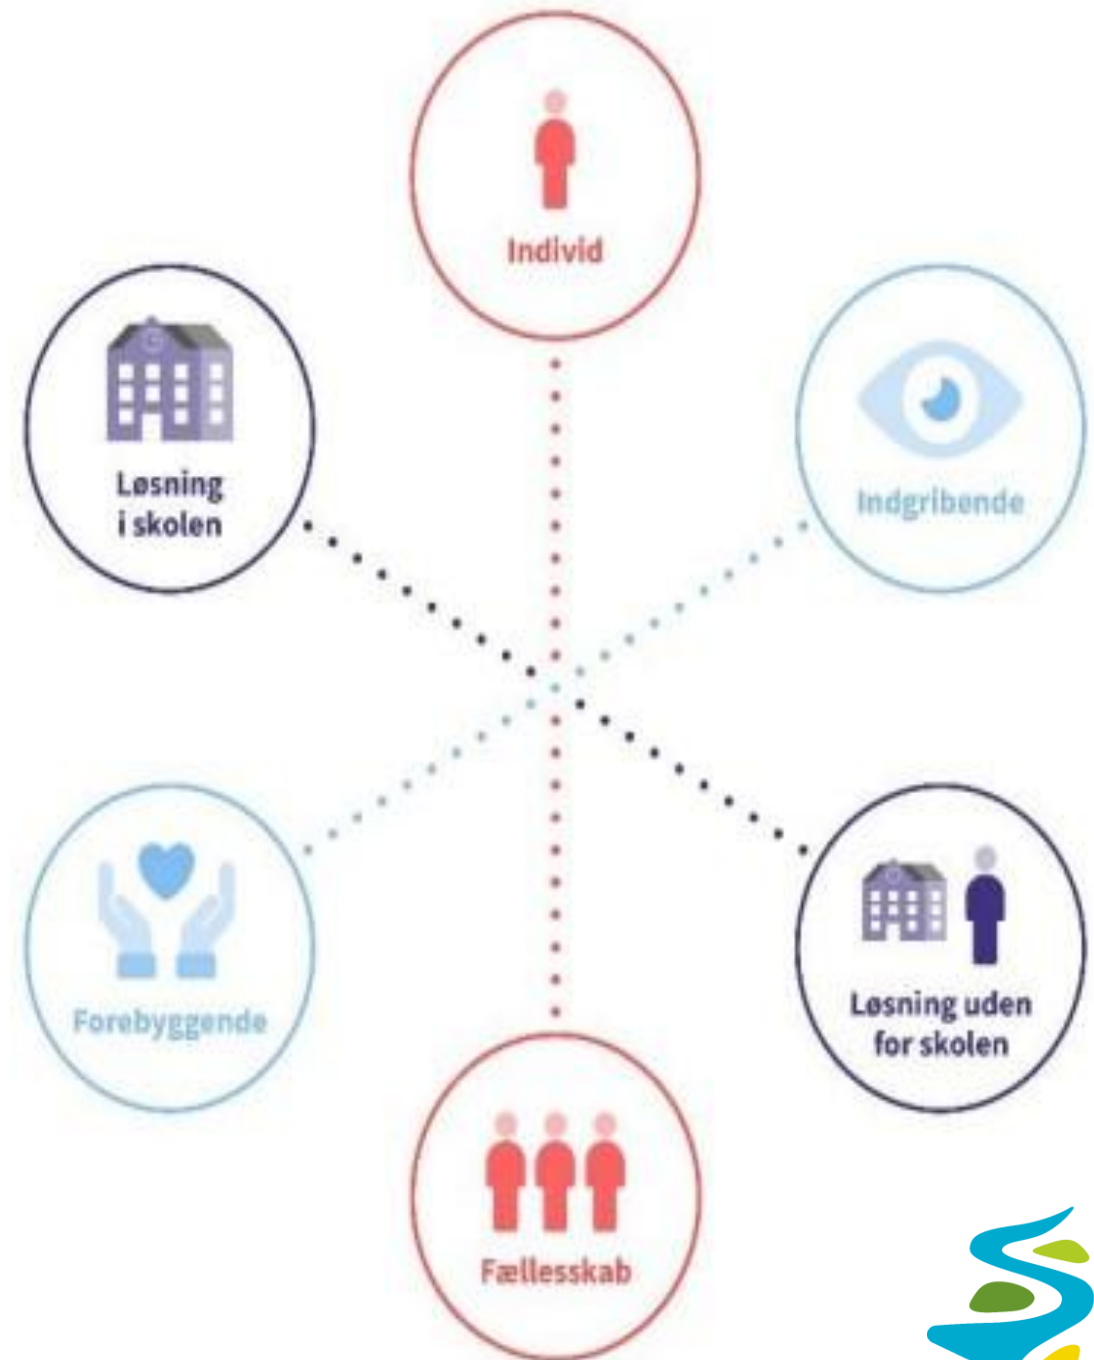 Individ
Løsning
i skolen
Indgribende
Forebyggende
Løsning uden
for skolen
Fællesskab